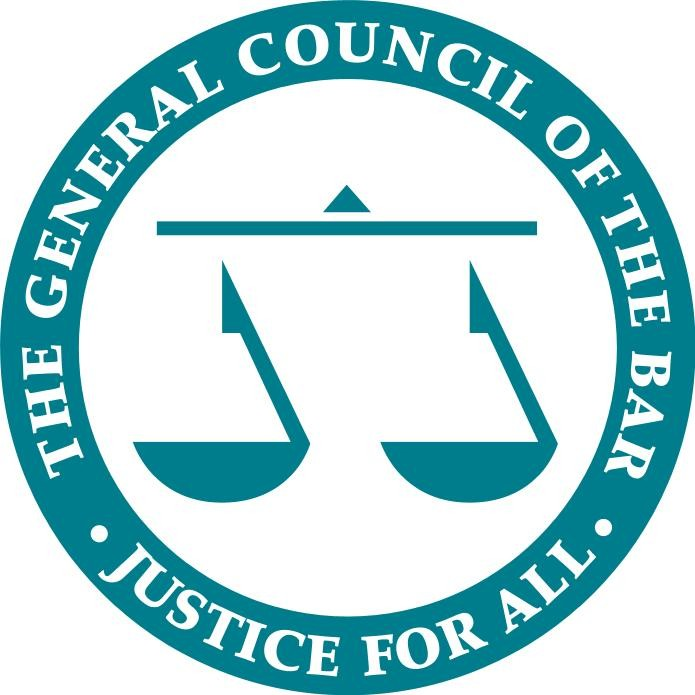 THE GENERAL COUNCIL OF THE BAR
• JUSTICE FOR ALL •